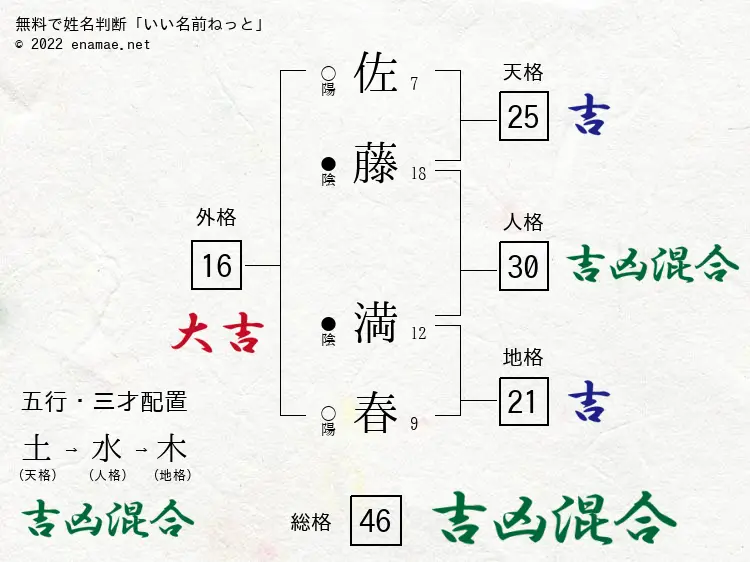 無料で姓名判断「いい名前ねっと」
© 2022 enamae.net
○陽 佐 7
●陰 藤 18
●陰 満 12
○陽 春 9
天格
25 吉
人格
30 吉凶混合
地格
21 吉
外格
16
大吉
五行・三才配置
土→水→木
(天格) (人格) (地格)
吉凶混合
総格 46 吉凶混合